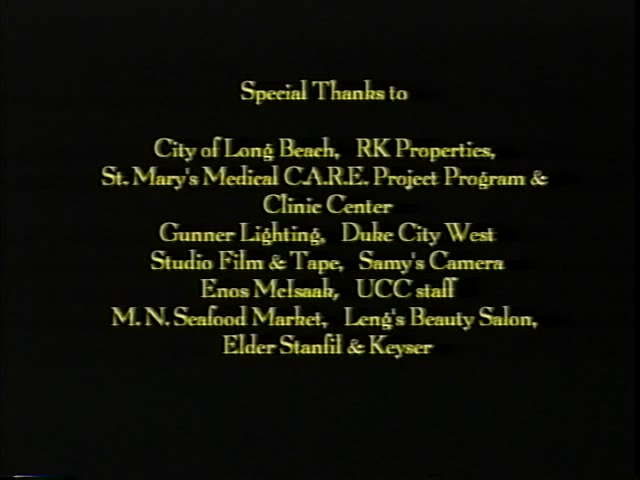 Special Thanks to
City of Long Beach, RK Properties,
St. Mary's Medical C.A.R.E. Project Program &
Clinic Center
Gunner Lighting, Duke City West
Studio Film & Tape, Samy's Camera
Enos McIsaak, UCC staff
M. N. Seafood Market, Leng's Beauty Salon,
Elder Stanfil & Keyser